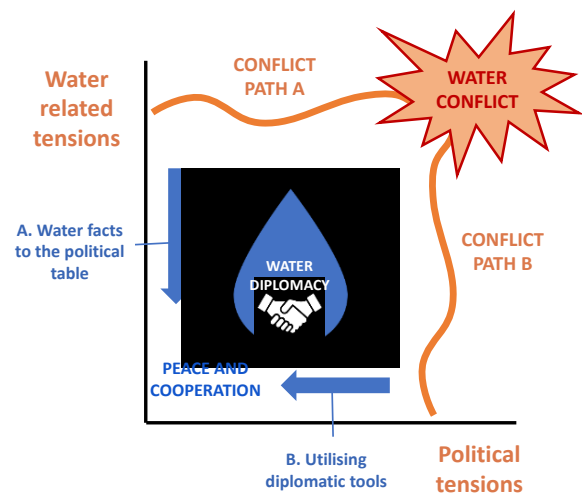 Water
related
tensions
CONFLICT
PATH A
WATER
CONFLICT
A. Water facts
to the political
table
WATER
DIPLOMACY
CONFLICT
PATH B
PEACE AND
COOPERATION
B. Utilising
diplomatic tools
Political
tensions